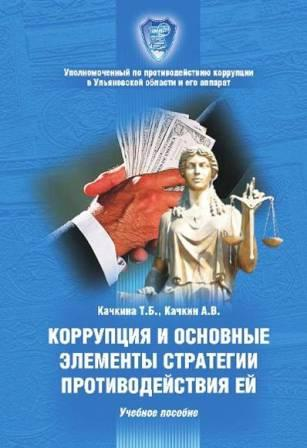 Уполномоченный по противодействию коррупции
в Ульяновской области и его аппарат
Качкина Т.Б., Качкин А.В.
КОРРУПЦИЯ И ОСНОВНЫЕ
ЭЛЕМЕНТЫ СТРАТЕГИИ
ПРОТИВОДЕЙСТВИЯ ЕЙ
Учебное пособие